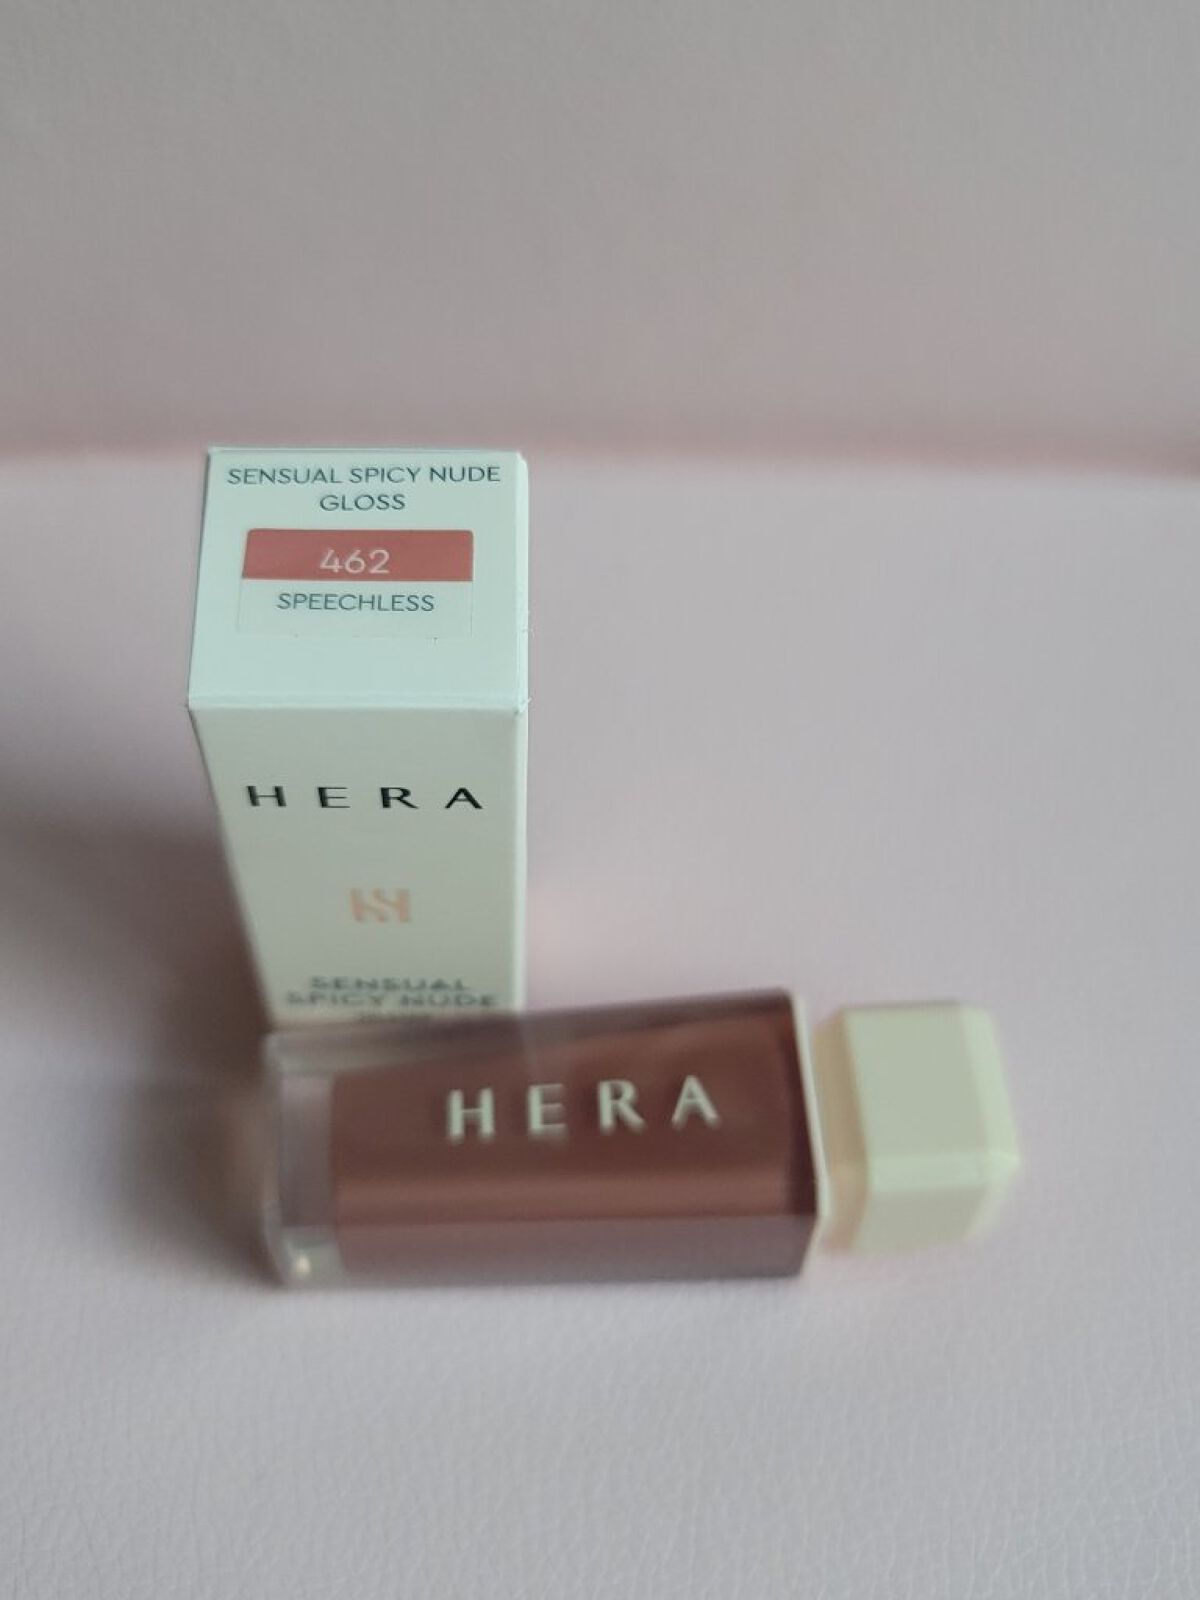 SENSUAL SPICY NUDE
GLOSS
462
SPEECHLESS
HERA
SENSUAL
SPICY NUDE
HERA